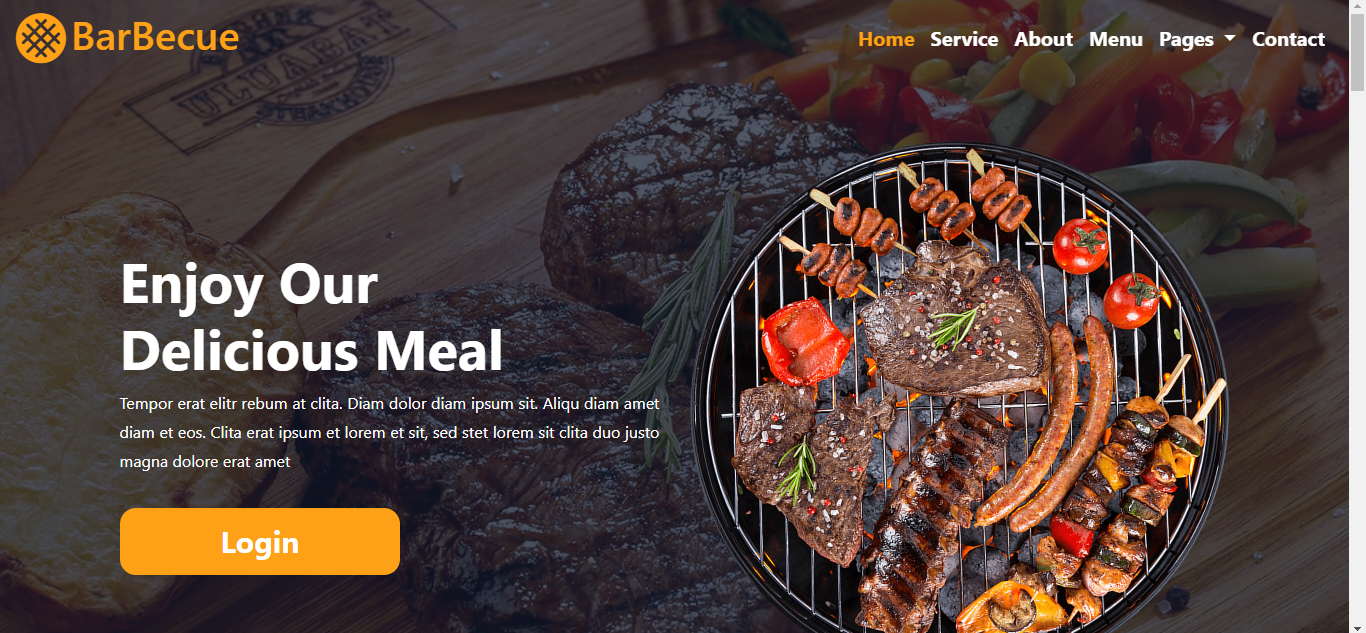 BarBecue
Home Service About Menu Pages Contact
ULUABAT
STEAKHOUSE
Enjoy Our
Delicious Meal
Tempor erat elitr rebum at clita. Diam dolor diam ipsum sit. Aliqu diam amet
diam et eos. Clita erat ipsum et lorem et sit, sed stet lorem sit clita duo justo
magna dolore erat amet
Login